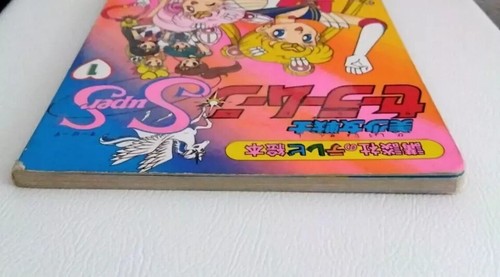 講談社のテレビ絵本
美少女戦士
セーラームーン
SuperS
1